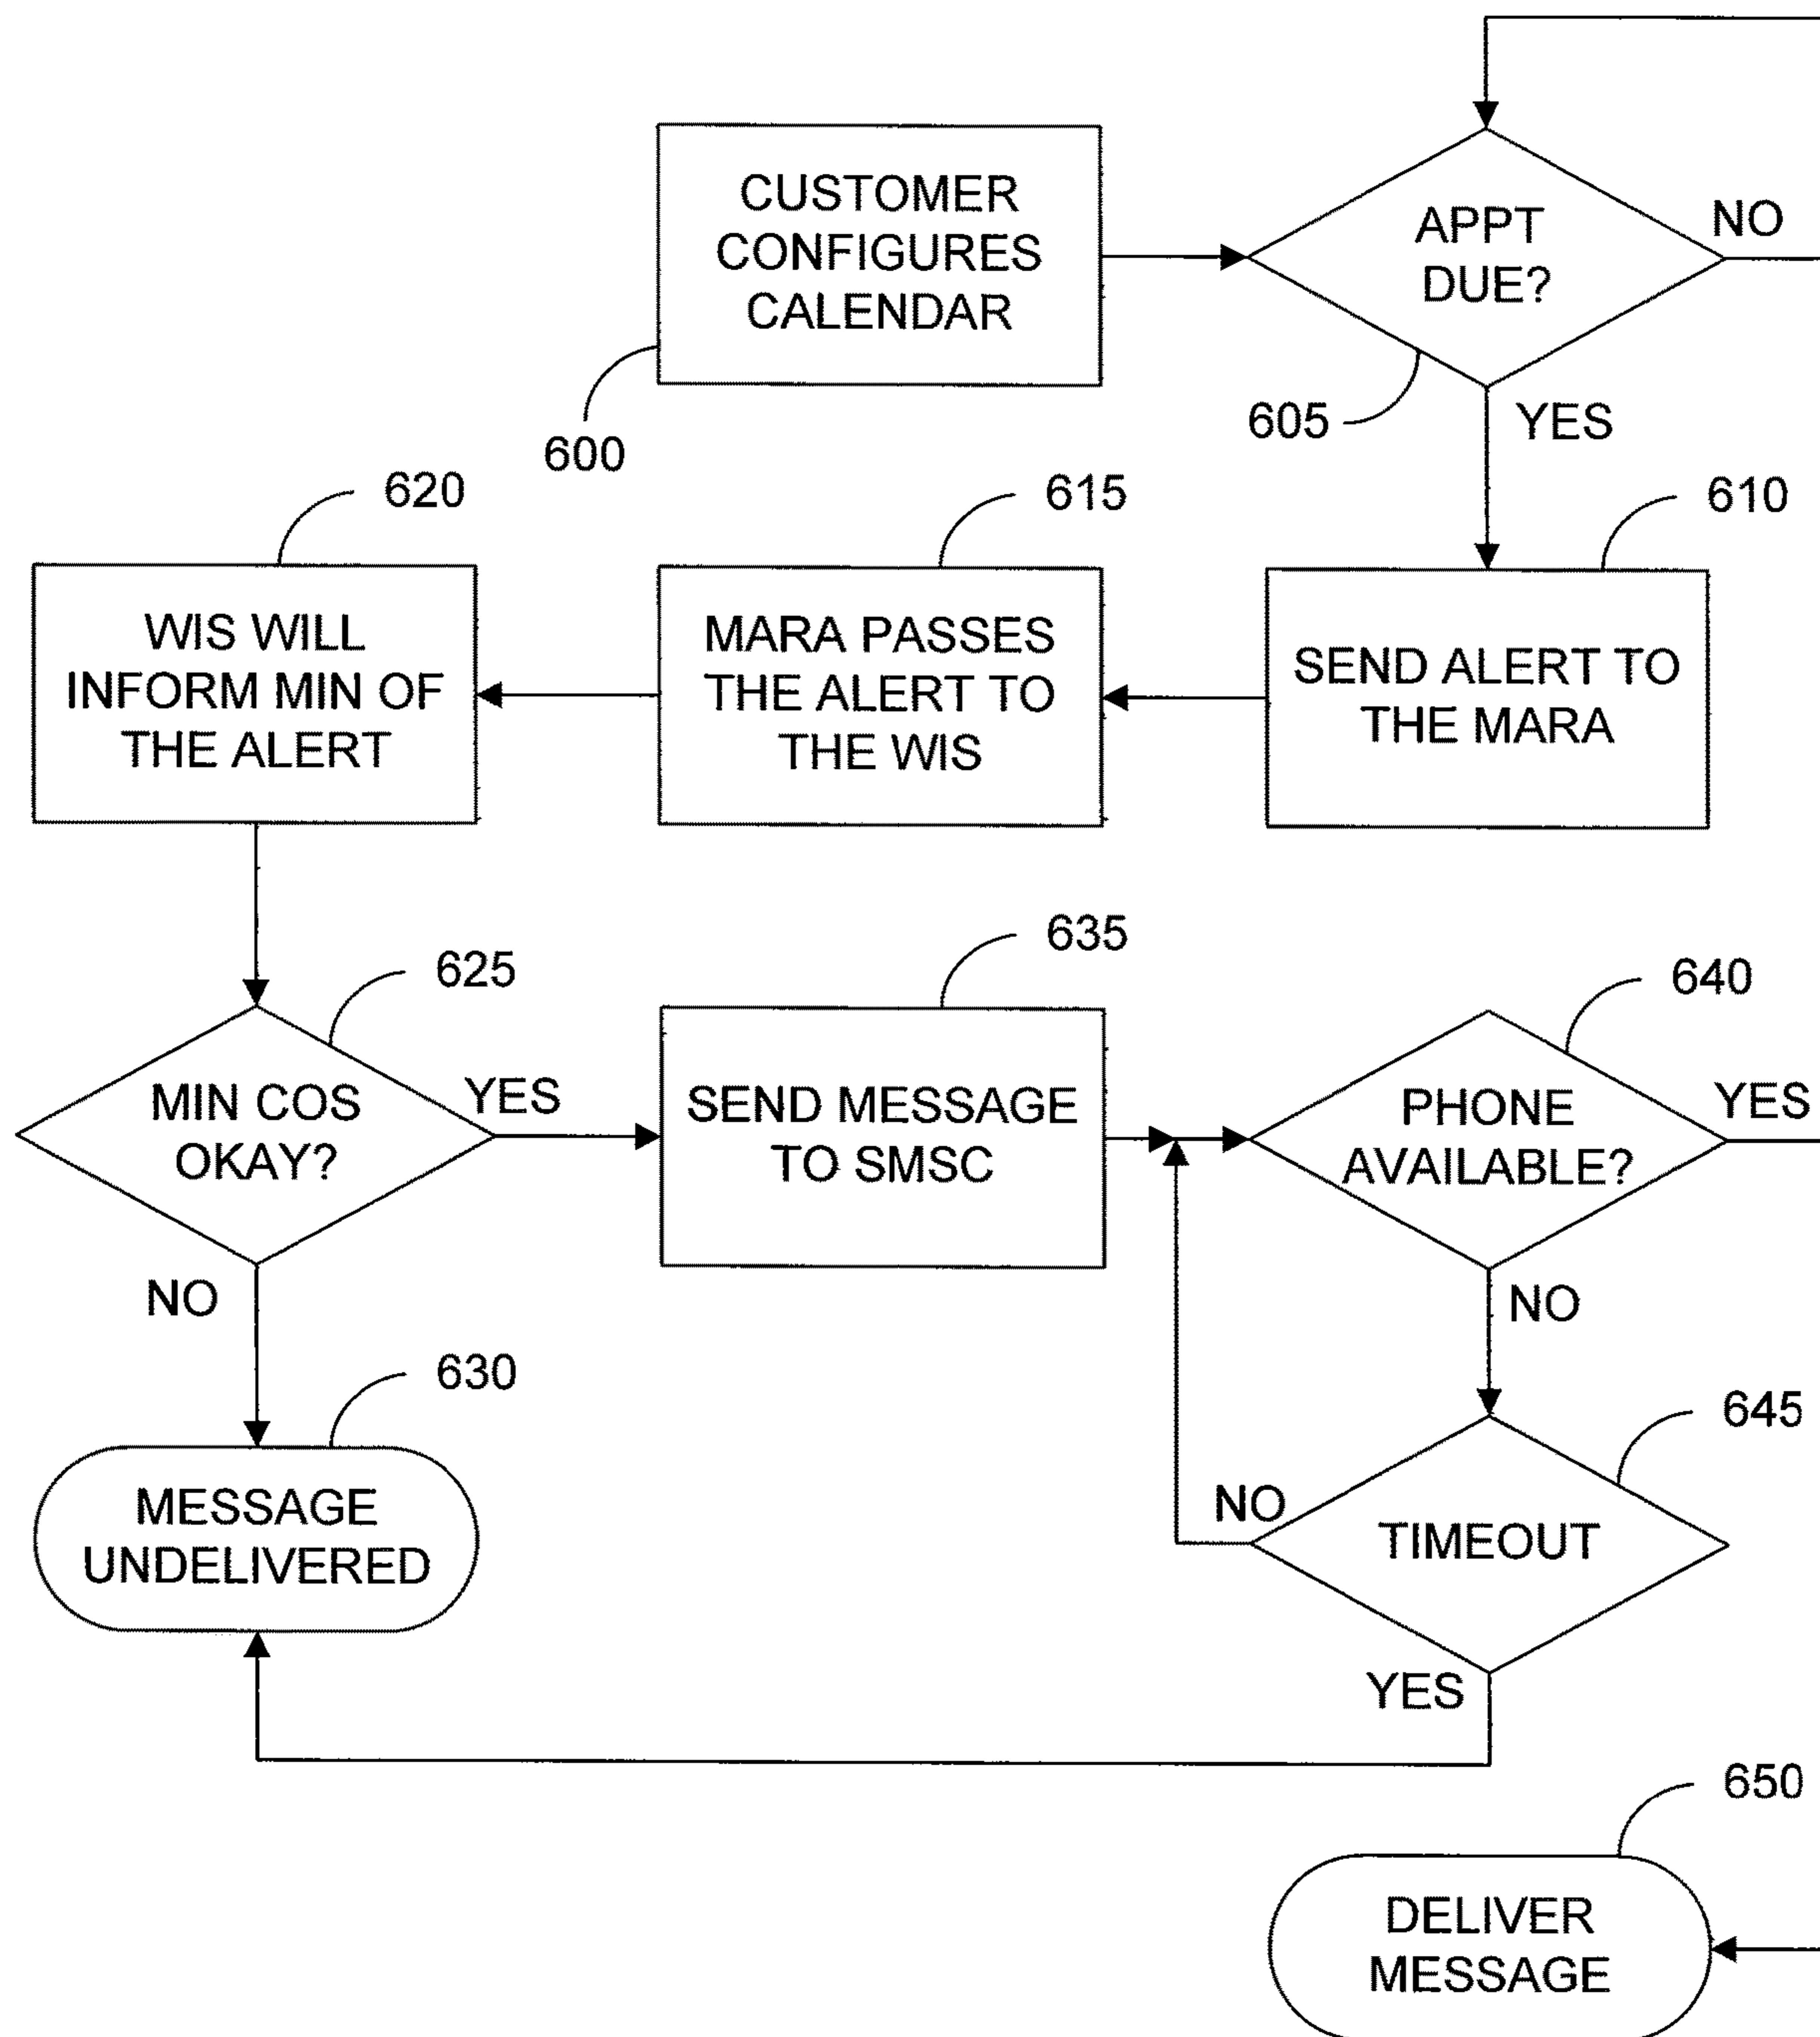 CUSTOMER
CONFIGURES
CALENDAR
600
APPT
DUE?
NO
605
YES
610
SEND ALERT TO
THE MARA
615
MARA PASSES
THE ALERT TO
THE WIS
620
WIS WILL
INFORM MIN OF
THE ALERT
625
MIN COS
OKAY?
YES
NO
630
MESSAGE
UNDELIVERED
635
SEND MESSAGE
TO SMSC
640
PHONE
AVAILABLE?
YES
NO
645
TIMEOUT
NO
YES
650
DELIVER
MESSAGE